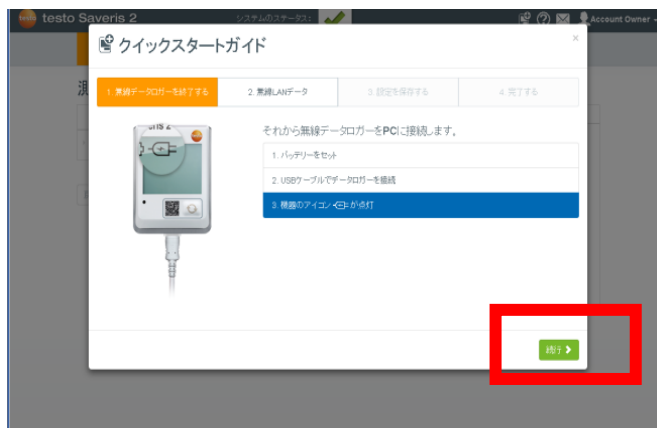 testo Saveris 2
システムのステータス:
Account Owner
クイックスタートガイド
×
1. 無線データロガーを終了する
2. 無線LANデータ
3. 設定を保存する
4. 完了する
それから無線データロガーをPCに接続します。
1. バッテリーをセット
2. USBケーブルでデータロガーを接続
3. 機器のアイコン が点灯
続行